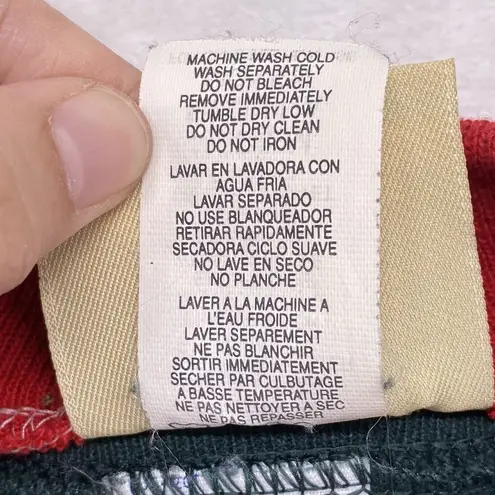 MACHINE WASH COLD
WASH SEPARATELY
DO NOT BLEACH
REMOVE IMMEDIATELY
TUMBLE DRY LOW
DO NOT DRY CLEAN
DO NOT IRON
LAVAR EN LAVADORA CON
AGUA FRIA
LAVAR SEPARADO
NO USE BLANQUEADOR
RETIRAR RAPIDAMENTE
SECADORA CICLO SUAVE
NO LAVE EN SECO
NO PLANCHE
LAVER A LA MACHINE A
L'EAU FROIDE
LAVER SEPAREMENT
NE PAS BLANCHIR
SORTIR IMMEDIATEMENT
SECHER PAR CULBUTAGE
A BASSE TEMPERATURE
NE PAS NETTOYER A SEC
NE PAS REPASSER